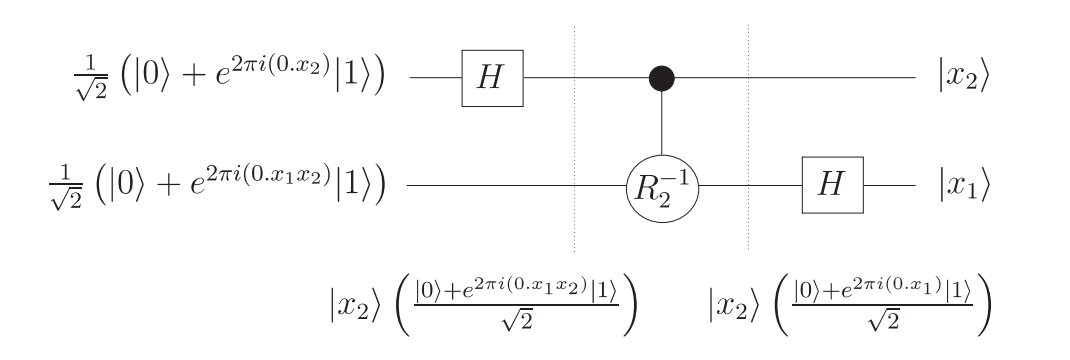 $\frac{1}{\sqrt{2}}\left(|0\rangle + e^{2\pi i(0.x_2)}|1\rangle\right)$ $H$ $|x_2\rangle$
$\frac{1}{\sqrt{2}}\left(|0\rangle + e^{2\pi i(0.x_1x_2)}|1\rangle\right)$ $R_2^{-1}$ $H$ $|x_1\rangle$
$|x_2\rangle\left(\frac{|0\rangle+e^{2\pi i(0.x_1x_2)}|1\rangle}{\sqrt{2}}\right)$ $|x_2\rangle\left(\frac{|0\rangle+e^{2\pi i(0.x_1)}|1\rangle}{\sqrt{2}}\right)$